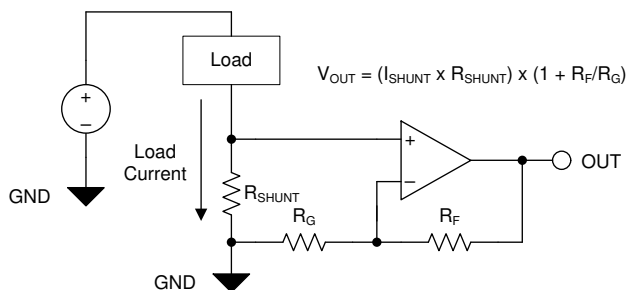 Load
V_OUT = (I_SHUNT x R_SHUNT) x (1 + R_F/R_G)
+
−
Load
Current
GND
R_SHUNT
+
−
OUT
R_G
R_F
GND